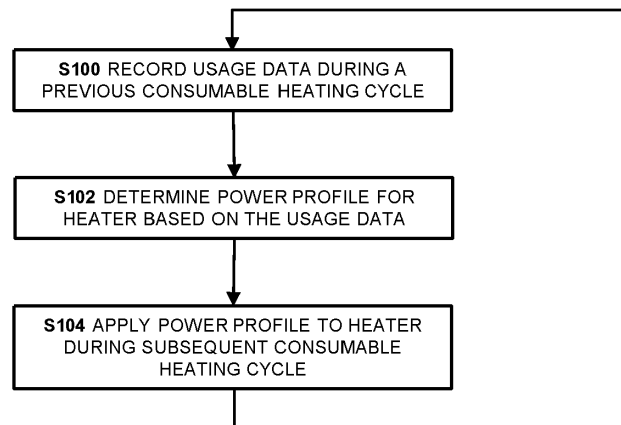 S100 RECORD USAGE DATA DURING A
PREVIOUS CONSUMABLE HEATING CYCLE
S102 DETERMINE POWER PROFILE FOR
HEATER BASED ON THE USAGE DATA
S104 APPLY POWER PROFILE TO HEATER
DURING SUBSEQUENT CONSUMABLE
HEATING CYCLE